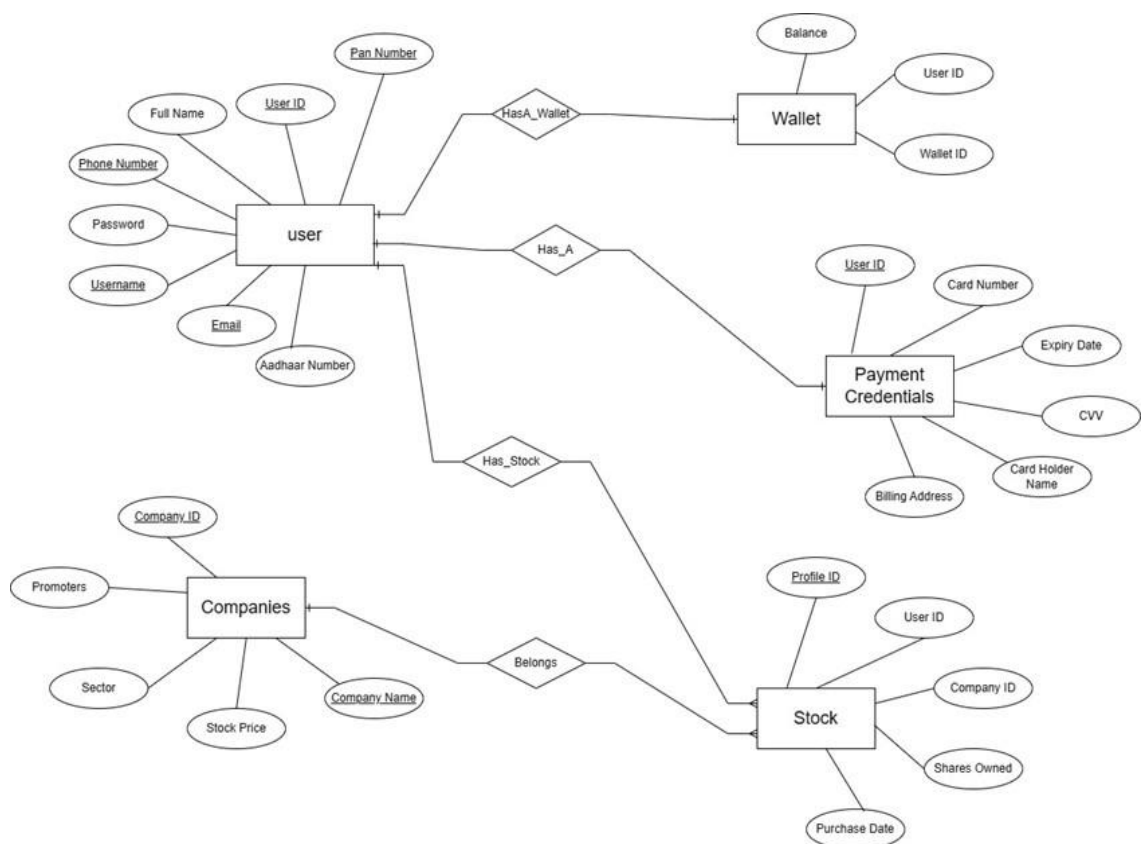 Balance
Pan Number
User ID
User ID
Full Name
HasA_Wallet
Wallet
Phone Number
Wallet ID
Password
user
Has_A
User ID
Card Number
Username
Email
Aadhaar Number
Expiry Date
Payment
Credentials
CVV
Has_Stock
Card Holder
Name
Billing Address
Company ID
Promoters
Profile ID
Companies
User ID
Belongs
Sector
Company ID
Company Name
Stock
Stock Price
Shares Owned
Purchase Date